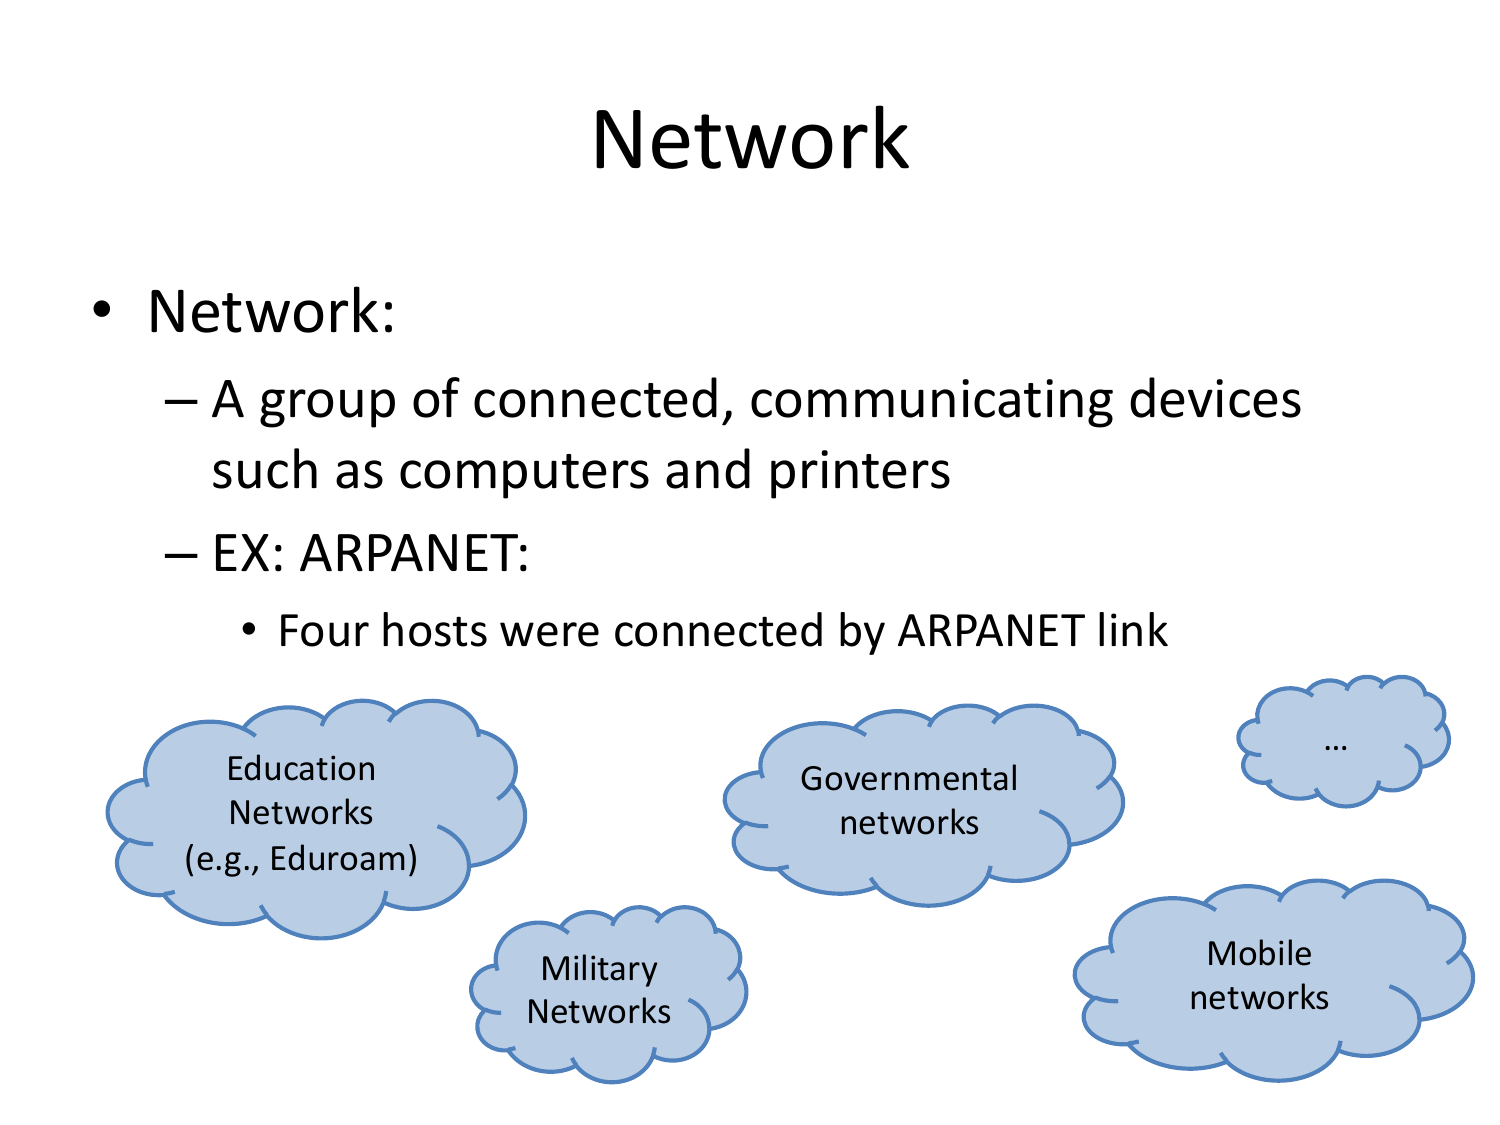 Network
• Network:
– A group of connected, communicating devices
such as computers and printers
– EX: ARPANET:
• Four hosts were connected by ARPANET link
Education
Networks
(e.g., Eduroam)
Governmental
networks
...
Military
Networks
Mobile
networks